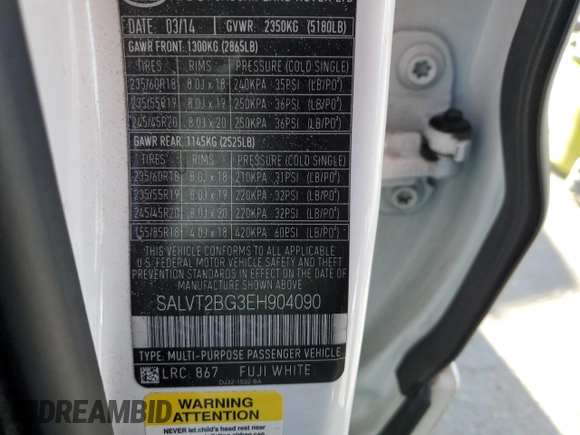 DATE: 03/14 GVWR: 2350KG (5180LB)
GAWR FRONT: 1300KG (2865LB)
TIRES RIMS PRESSURE (COLD SINGLE)
235/60R18 8.0J x 18 240KPA 35PSI (LB/PO²)
235/55R19 8.0J x 19 250KPA 36PSI (LB/PO²)
245/45R20 8.0J x 20 250KPA 36PSI (LB/PO²)
GAWR REAR: 1145KG (2525LB)
TIRES RIMS PRESSURE (COLD SINGLE)
235/60R18 8.0J x 18 210KPA 31PSI (LB/PO²)
235/55R19 8.0J x 19 220KPA 32PSI (LB/PO²)
245/45R20 8.0J x 20 220KPA 32PSI (LB/PO²)
155/85R18 4.0J x 18 420KPA 60PSI (LB/PO²)
THIS VEHICLE CONFORMS TO ALL APPLICABLE
U.S. FEDERAL MOTOR VEHICLE SAFETY AND THEFT
PREVENTION STANDARDS IN EFFECT ON THE DATE OF
MANUFACTURE SHOWN ABOVE
SALVT2BG3EH904090
TYPE: MULTI-PURPOSE PASSENGER VEHICLE
LRC: 867 FUJI WHITE
WARNING
ATTENTION
NEVER let child's head rest near
DREAMBID